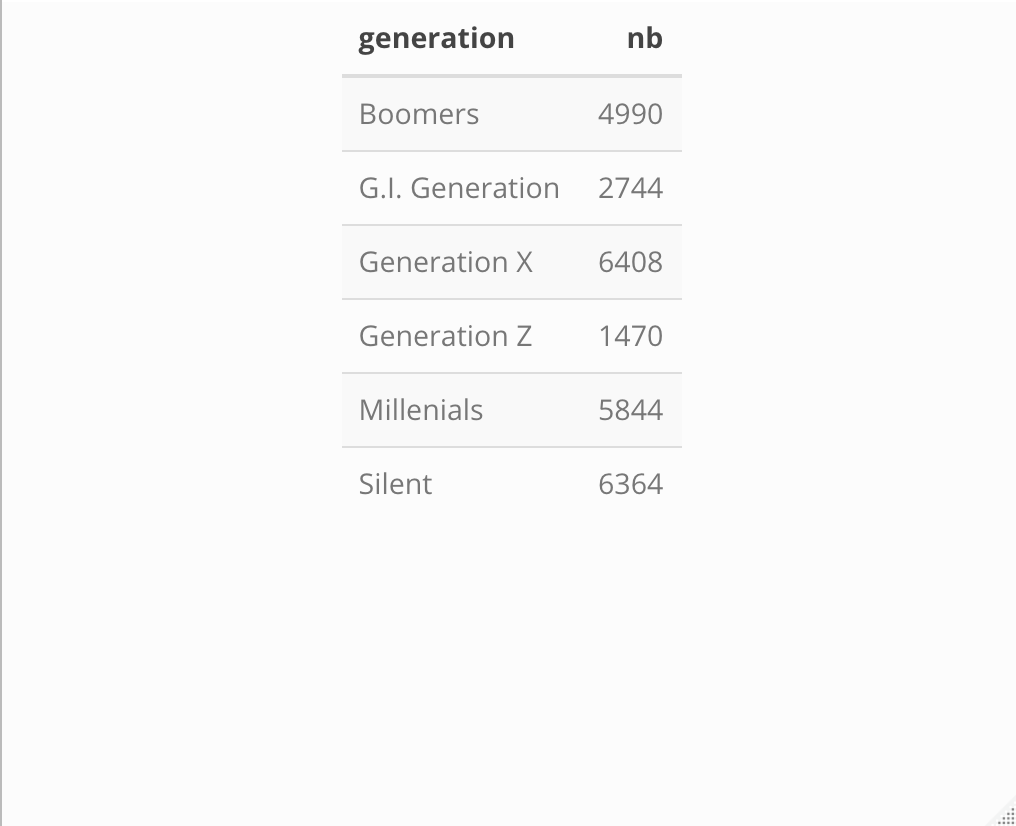 generation nb
Boomers 4990
G.I. Generation 2744
Generation X 6408
Generation Z 1470
Millenials 5844
Silent 6364